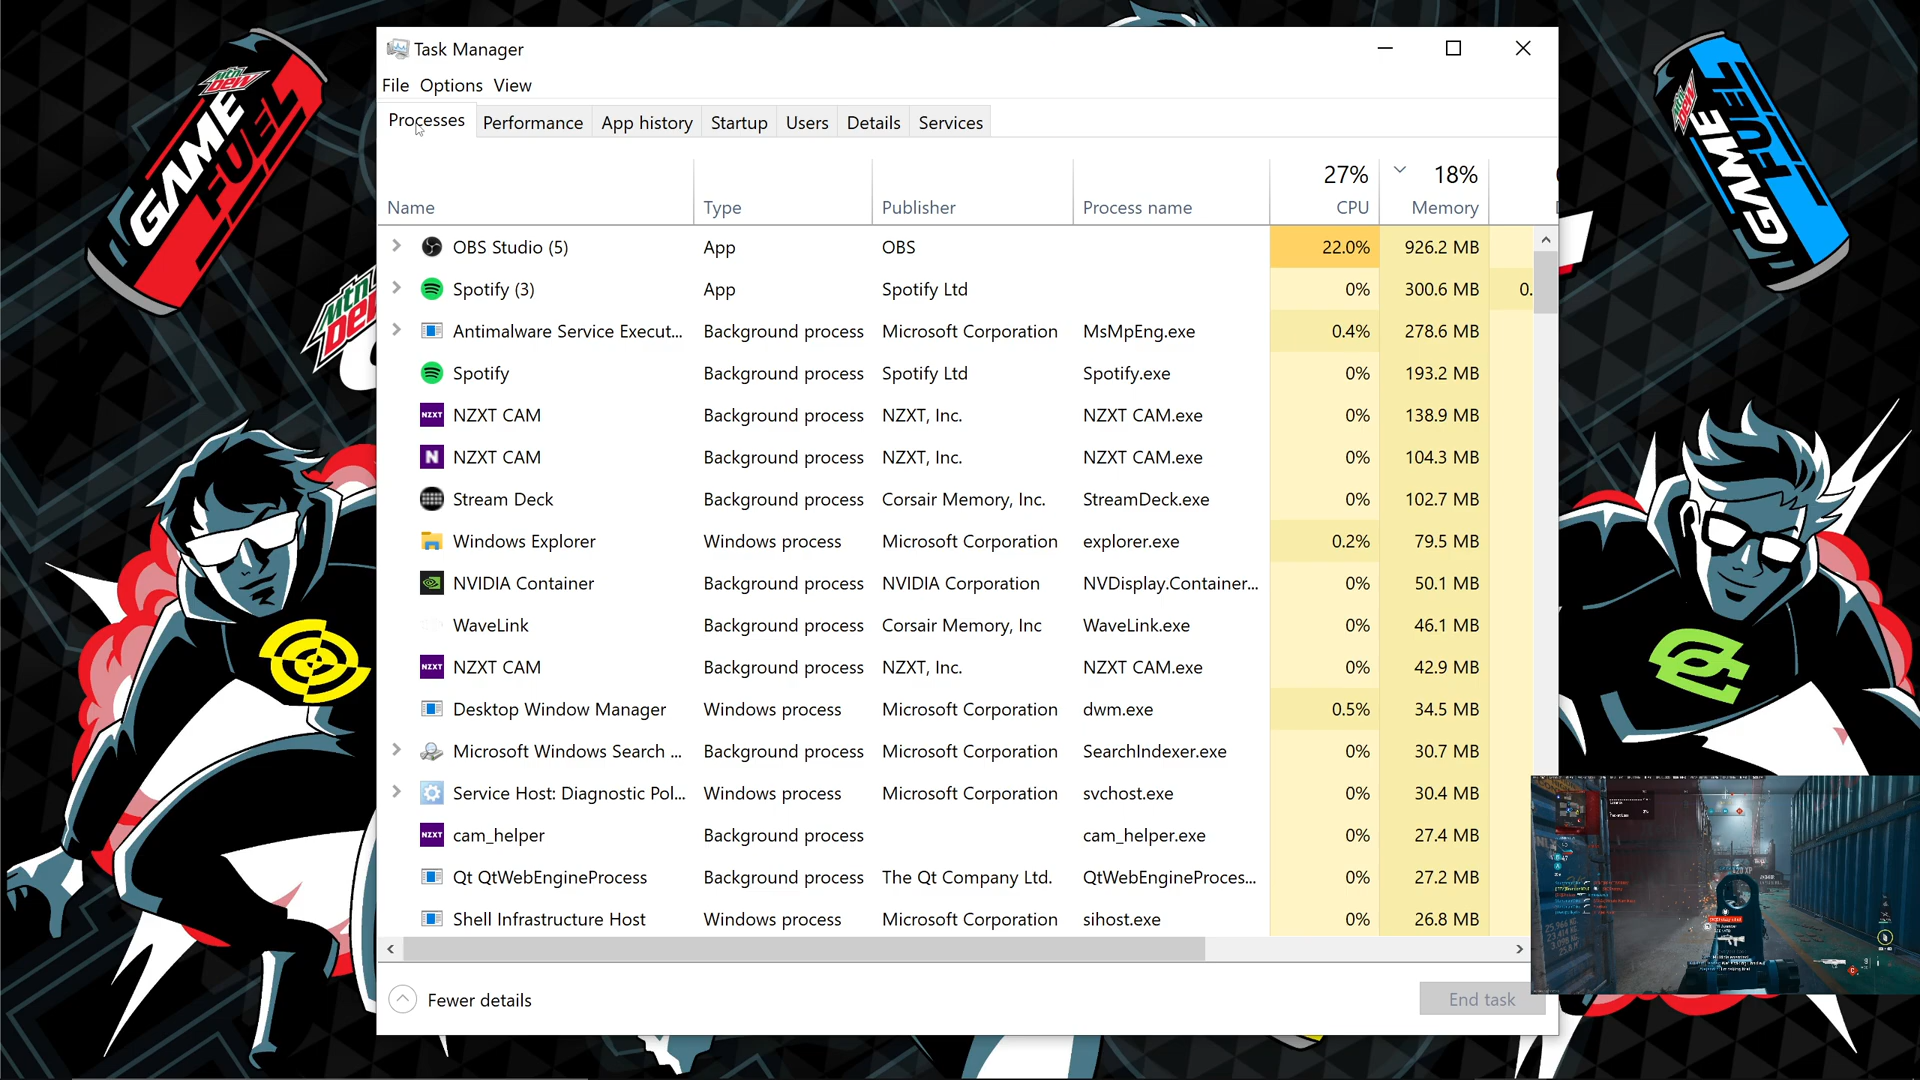 Task Manager
File Options View
Processes Performance App history Startup Users Details Services
27% 18%
Name Type Publisher Process name CPU Memory
OBS Studio (5) App OBS 22.0% 926.2 MB
Spotify (3) App Spotify Ltd 0% 300.6 MB 0.
Antimalware Service Execut... Background process Microsoft Corporation MsMpEng.exe 0.4% 278.6 MB
Spotify Background process Spotify Ltd Spotify.exe 0% 193.2 MB
NZXT NZXT CAM Background process NZXT, Inc. NZXT CAM.exe 0% 138.9 MB
N NZXT CAM Background process NZXT, Inc. NZXT CAM.exe 0% 104.3 MB
Stream Deck Background process Corsair Memory, Inc. StreamDeck.exe 0% 102.7 MB
Windows Explorer Windows process Microsoft Corporation explorer.exe 0.2% 79.5 MB
NVIDIA Container Background process NVIDIA Corporation NVDisplay.Container... 0% 50.1 MB
WaveLink Background process Corsair Memory, Inc WaveLink.exe 0% 46.1 MB
NZXT NZXT CAM Background process NZXT, Inc. NZXT CAM.exe 0% 42.9 MB
Desktop Window Manager Windows process Microsoft Corporation dwm.exe 0.5% 34.5 MB
Microsoft Windows Search ... Background process Microsoft Corporation SearchIndexer.exe 0% 30.7 MB
Service Host: Diagnostic Pol... Windows process Microsoft Corporation svchost.exe 0% 30.4 MB
NZXT cam_helper Background process cam_helper.exe 0% 27.4 MB
Qt QtWebEngineProcess Background process The Qt Company Ltd. QtWebEngineProces... 0% 27.2 MB
Shell Infrastructure Host Windows process Microsoft Corporation sihost.exe 0% 26.8 MB
Fewer details
End task
Mtn
DEW
GAME
FUEL
Mtn
DEW
Mtn
DEW
GAME
FUEL